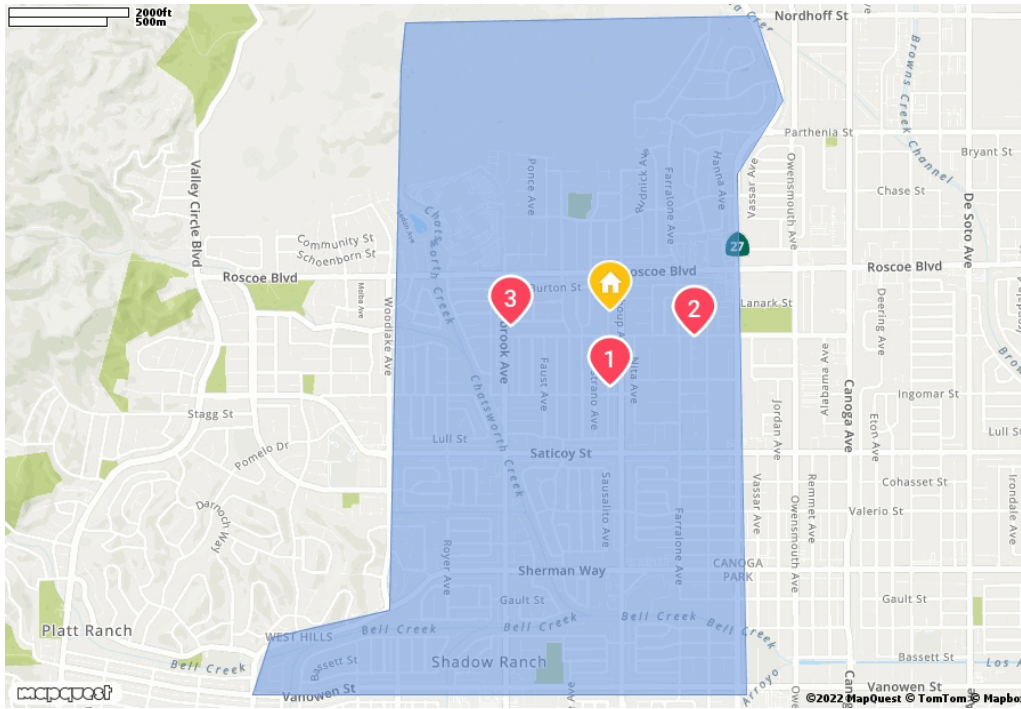 2000ft
500m
Nordhoff St
Browns Creek Channel
Parthenia St
Bryant St
Valley Circle Blvd
Ponce Ave
Farralone Ave
Hanna Ave
Vassar Ave
Owensmouth Ave
Chase St
De Soto Ave
Chatsworth Creek
Community St
Schoenborn St
27
Roscoe Blvd
Roscoe Blvd
Roscoe Blvd
Burton St
Melba Ave
Woodlake Ave
3
2
1
Lanark St
Deering Ave
Faust Ave
Nita Ave
Alabama Ave
Canoga Ave
Ingomar St
Chatsworth Creek
Stagg St
Jordan Ave
Eton Ave
Lull St
Lull St
Pomelo Dr
Saticoy St
Cohasset St
Darnoch Way
Sausalito Ave
Farralone Ave
Vassar Ave
Owensmouth Ave
Remmet Ave
Valerio St
Irondale Ave
Royer Ave
Sherman Way
CANOGA
PARK
Gault St
Gault St
Platt Ranch
WEST HILLS
Bell Creek
Bell Creek
Bell Creek
Bell Creek
Bassett St
Shadow Ranch
Bassett St
Vanowen St
Arroyo
Vanowen St
mapquest
©2022 MapQuest © TomTom © Mapbo